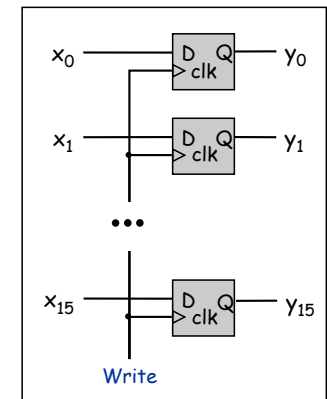 x₀ D Q y₀
clk
x₁ D Q y₁
clk
•••
x₁₅ D Q y₁₅
clk
Write